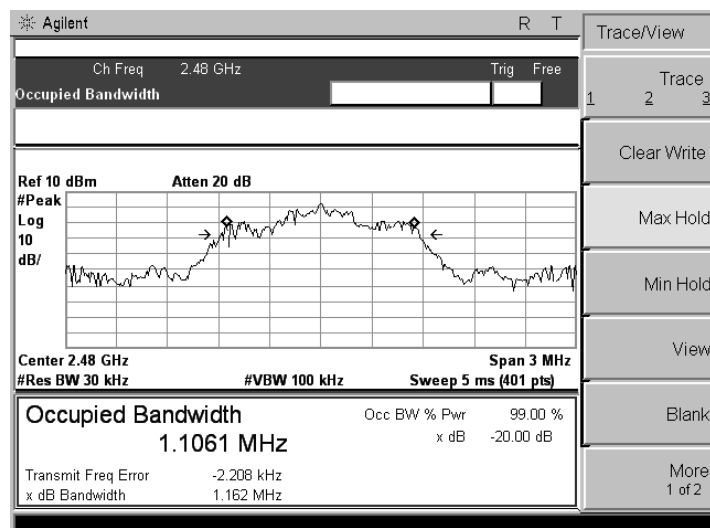 Agilent R T
Ch Freq 2.48 GHz Trig Free
Occupied Bandwidth
Ref 10 dBm Atten 20 dB
#Peak
Log
10
dB/
Center 2.48 GHz Span 3 MHz
#Res BW 30 kHz #VBW 100 kHz Sweep 5 ms (401 pts)
Occupied Bandwidth
1.1061 MHz
Occ BW % Pwr 99.00 %
x dB -20.00 dB
Transmit Freq Error -2.208 kHz
x dB Bandwidth 1.162 MHz
Trace/View
Trace
1 2 3
Clear Write
Max Hold
Min Hold
View
Blank
More
1 of 2